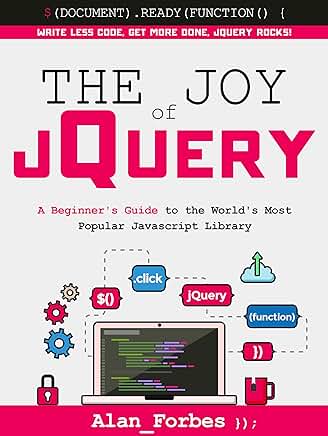 $(DOCUMENT).READY(FUNCTION() {
WRITE LESS CODE, GET MORE DONE, JQUERY ROCKS!
THE JOY
of
jQUERY
A Beginner's Guide to the World's Most
Popular Javascript Library
.click
$()
jQuery
(function)
})
Alan_Forbes });